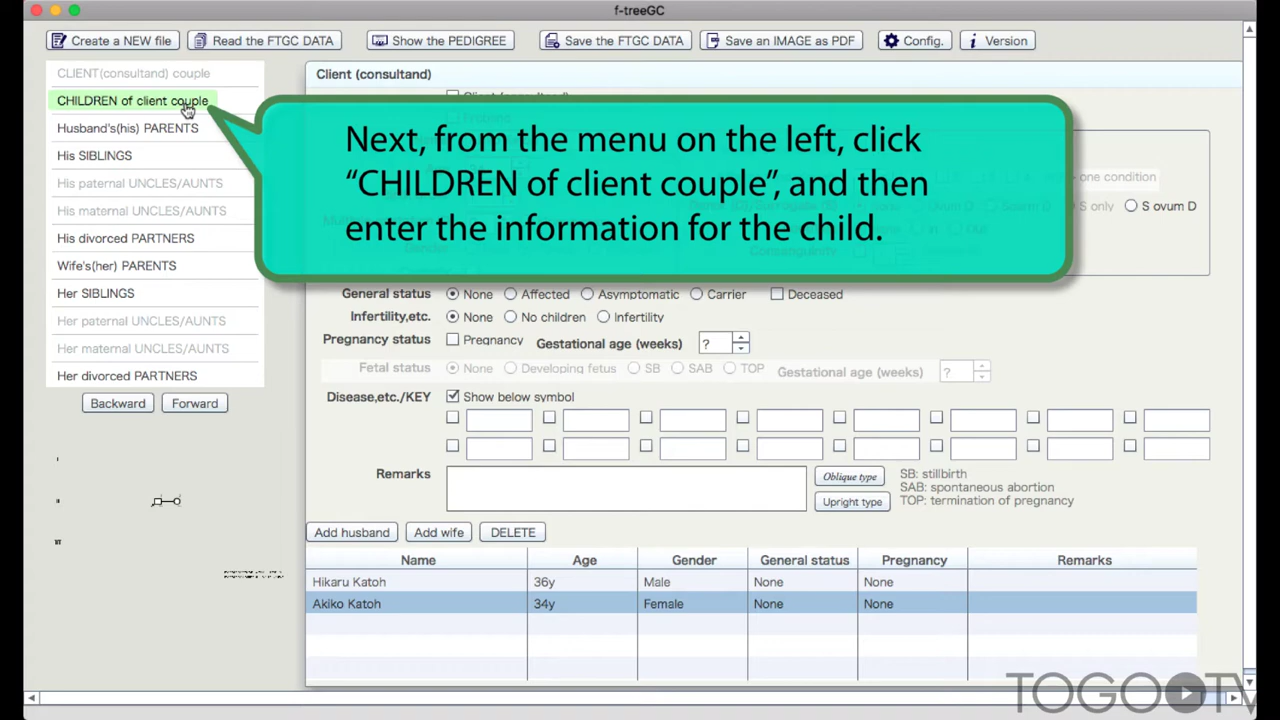 f-treeGC
Create a NEW file
Read the FTGC DATA
Show the PEDIGREE
Save the FTGC DATA
Save an IMAGE as PDF
Config.
Version
CLIENT(consultand) couple
CHILDREN of client couple
Husband's(his) PARENTS
His SIBLINGS
His paternal UNCLES/AUNTS
His maternal UNCLES/AUNTS
His divorced PARTNERS
Wife's(her) PARENTS
Her SIBLINGS
Her paternal UNCLES/AUNTS
Her maternal UNCLES/AUNTS
Her divorced PARTNERS
Backward
Forward
Client (consultand)
Next, from the menu on the left, click
“CHILDREN of client couple”, and then
enter the information for the child.
one condition
S only
S ovum D
General status None Affected Asymptomatic Carrier Deceased
Infertility,etc. None No children Infertility
Pregnancy status Pregnancy Gestational age (weeks) ?
Fetal status None Developing fetus SB SAB TOP Gestational age (weeks) ?
Disease,etc./KEY Show below symbol
Remarks
Oblique type
Upright type
SB: stillbirth
SAB: spontaneous abortion
TOP: termination of pregnancy
Add husband Add wife DELETE
Name Age Gender General status Pregnancy Remarks
Hikaru Katoh 36y Male None None
Akiko Katoh 34y Female None None
TOGO TV